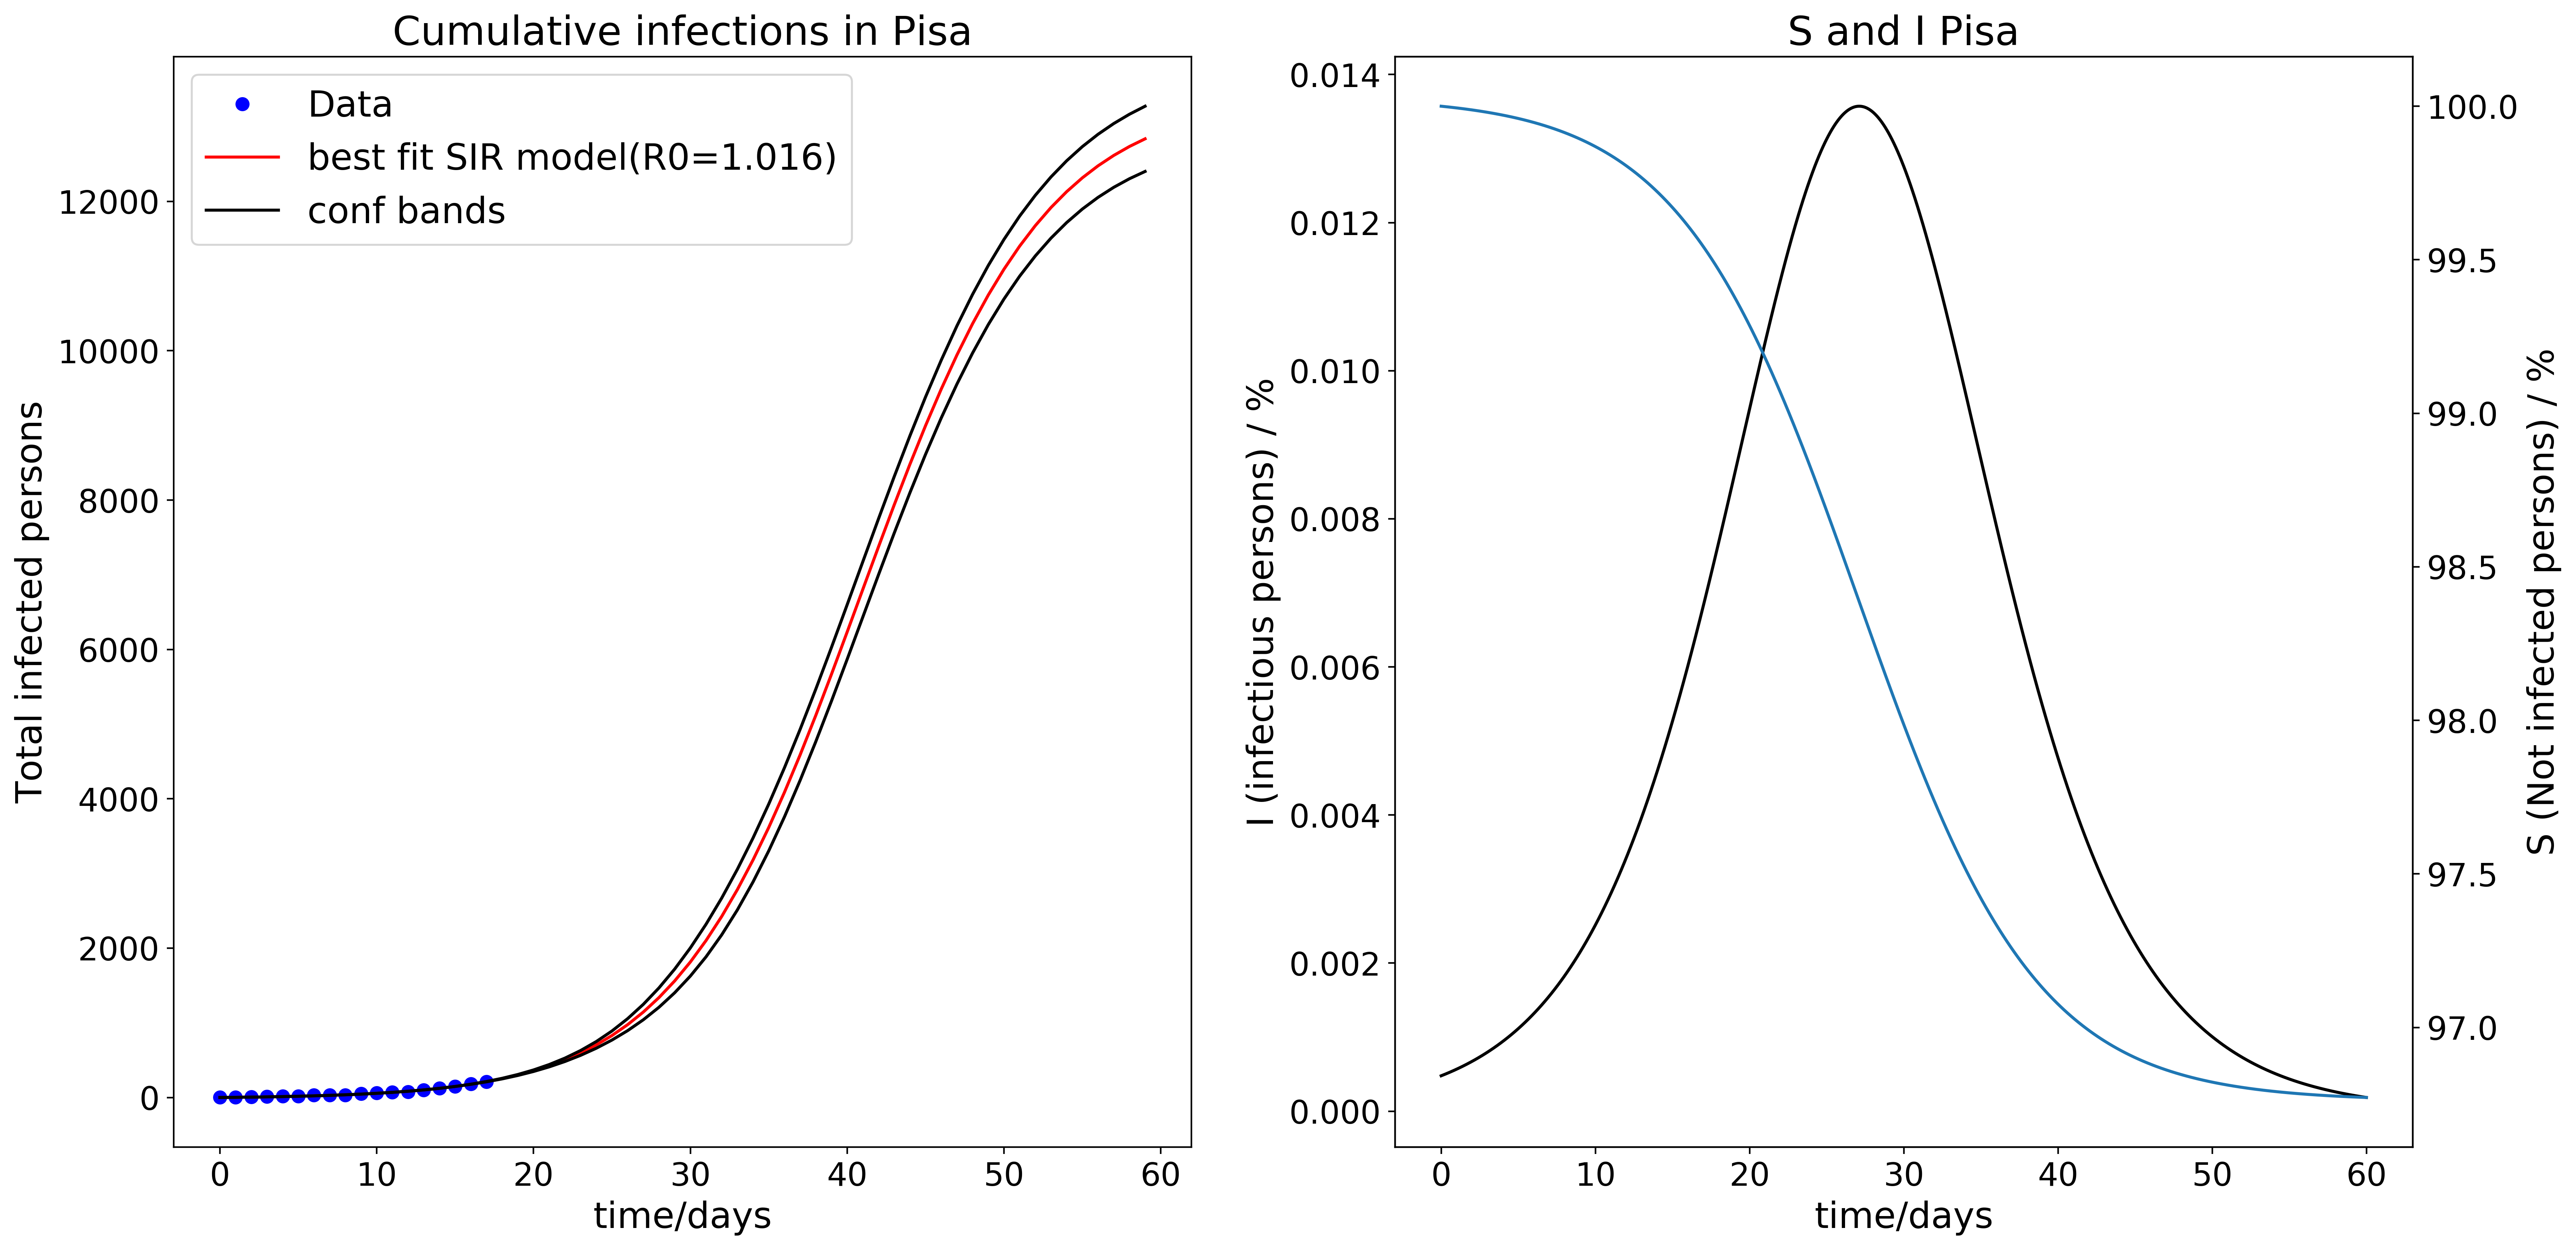 Cumulative infections in Pisa
Data
best fit SIR model(R0=1.016)
conf bands
Total infected persons
12000
10000
8000
6000
4000
2000
0
0 10 20 30 40 50 60
time/days
S and I Pisa
I (infectious persons) / %
0.014
0.012
0.010
0.008
0.006
0.004
0.002
0.000
100.0
99.5
99.0
98.5
98.0
97.5
97.0
S (Not infected persons) / %
0 10 20 30 40 50 60
time/days